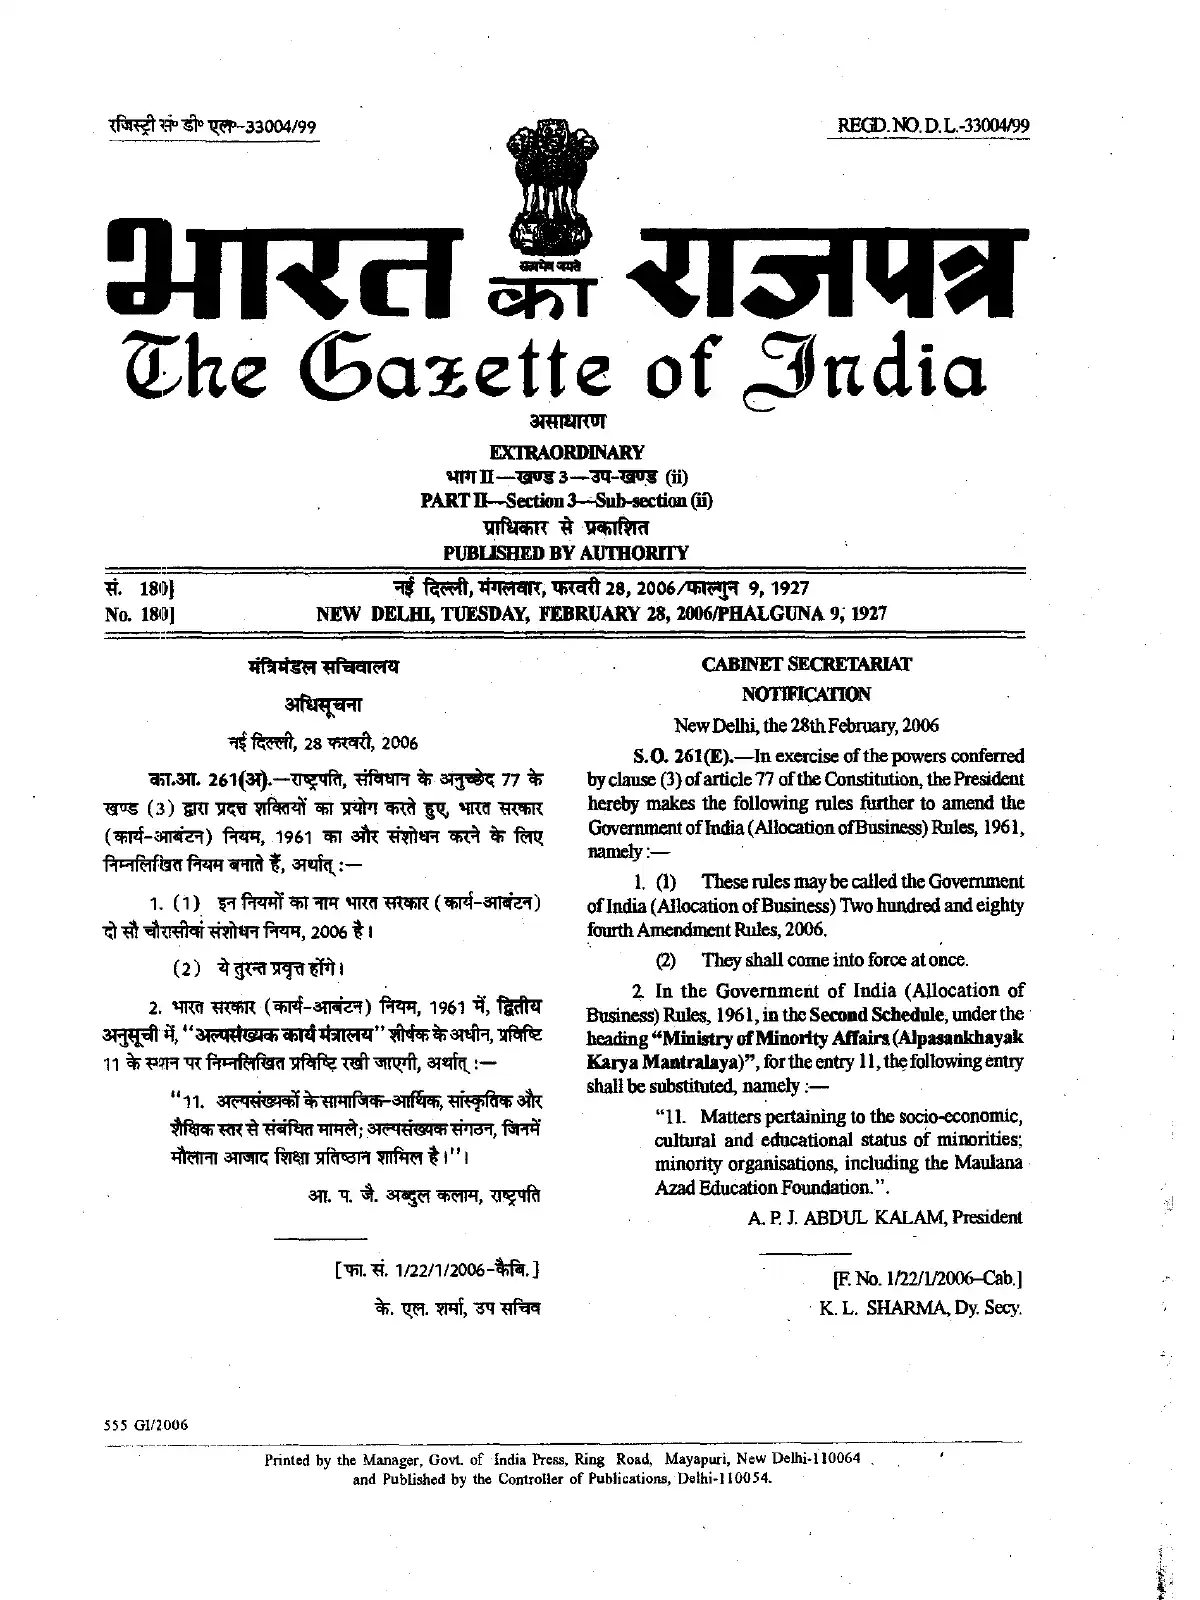 रजिस्ट्री सं० डी० एल०-33004/99
REGD. NO. D. L.-33004/99
सत्यमेव जयते
भारत का राजपत्र
The Gazette of India
असाधारण
EXTRAORDINARY
भाग II—खण्ड 3—उप-खण्ड (ii)
PART II—Section 3—Sub-section (ii)
प्राधिकार से प्रकाशित
PUBLISHED BY AUTHORITY
सं. 180]
नई दिल्ली, मंगलवार, फरवरी 28, 2006/फाल्गुन 9, 1927
No. 180]
NEW DELHI, TUESDAY, FEBRUARY 28, 2006/PHALGUNA 9, 1927
मंत्रिमंडल सचिवालय
अधिसूचना
नई दिल्ली, 28 फरवरी, 2006
का.आ. 261(अ).—राष्ट्रपति, संविधान के अनुच्छेद 77 के
खण्ड (3) द्वारा प्रदत्त शक्तियों का प्रयोग करते हुए, भारत सरकार
(कार्य-आबंटन) नियम, 1961 का और संशोधन करने के लिए
निम्नलिखित नियम बनाते हैं, अर्थात् :—
1. (1) इन नियमों का नाम भारत सरकार (कार्य-आबंटन)
दो सौ चौरासीवां संशोधन नियम, 2006 है।
(2) ये तुरन्त प्रवृत्त होंगे।
2. भारत सरकार (कार्य-आबंटन) नियम, 1961 में, द्वितीय
अनुसूची में, “अल्पसंख्यक कार्य मंत्रालय” शीर्षक के अधीन, प्रविष्टि
11 के स्थान पर निम्नलिखित प्रविष्टि रखी जाएगी, अर्थात् :—
“11. अल्पसंख्यकों के सामाजिक-आर्थिक, सांस्कृतिक और
शैक्षिक स्तर से संबंधित मामले; अल्पसंख्यक संगठन, जिनमें
मौलाना आजाद शिक्षा प्रतिष्ठान शामिल है।”।
आ. प. जै. अब्दुल कलाम, राष्ट्रपति
[फा. सं. 1/22/1/2006-कैबि.]
के. एल. शर्मा, उप सचिव
CABINET SECRETARIAT
NOTIFICATION
New Delhi, the 28th February, 2006
S.O. 261(E).—In exercise of the powers conferred
by clause (3) of article 77 of the Constitution, the President
hereby makes the following rules further to amend the
Government of India (Allocation of Business) Rules, 1961,
namely :—
1. (1) These rules may be called the Government
of India (Allocation of Business) Two hundred and eighty
fourth Amendment Rules, 2006.
(2) They shall come into force at once.
2. In the Government of India (Allocation of
Business) Rules, 1961, in the Second Schedule, under the
heading “Ministry of Minority Affairs (Alpasankhayak
Karya Mantralaya)”, for the entry 11, the following entry
shall be substituted, namely :—
“11. Matters pertaining to the socio-economic,
cultural and educational status of minorities;
minority organisations, including the Maulana
Azad Education Foundation.”.
A. P. J. ABDUL KALAM, President
[F. No. 1/22/1/2006–Cab.]
K. L. SHARMA, Dy. Secy.
555 GI/2006
Printed by the Manager, Govt. of India Press, Ring Road, Mayapuri, New Delhi-110064
and Published by the Controller of Publications, Delhi-110054.